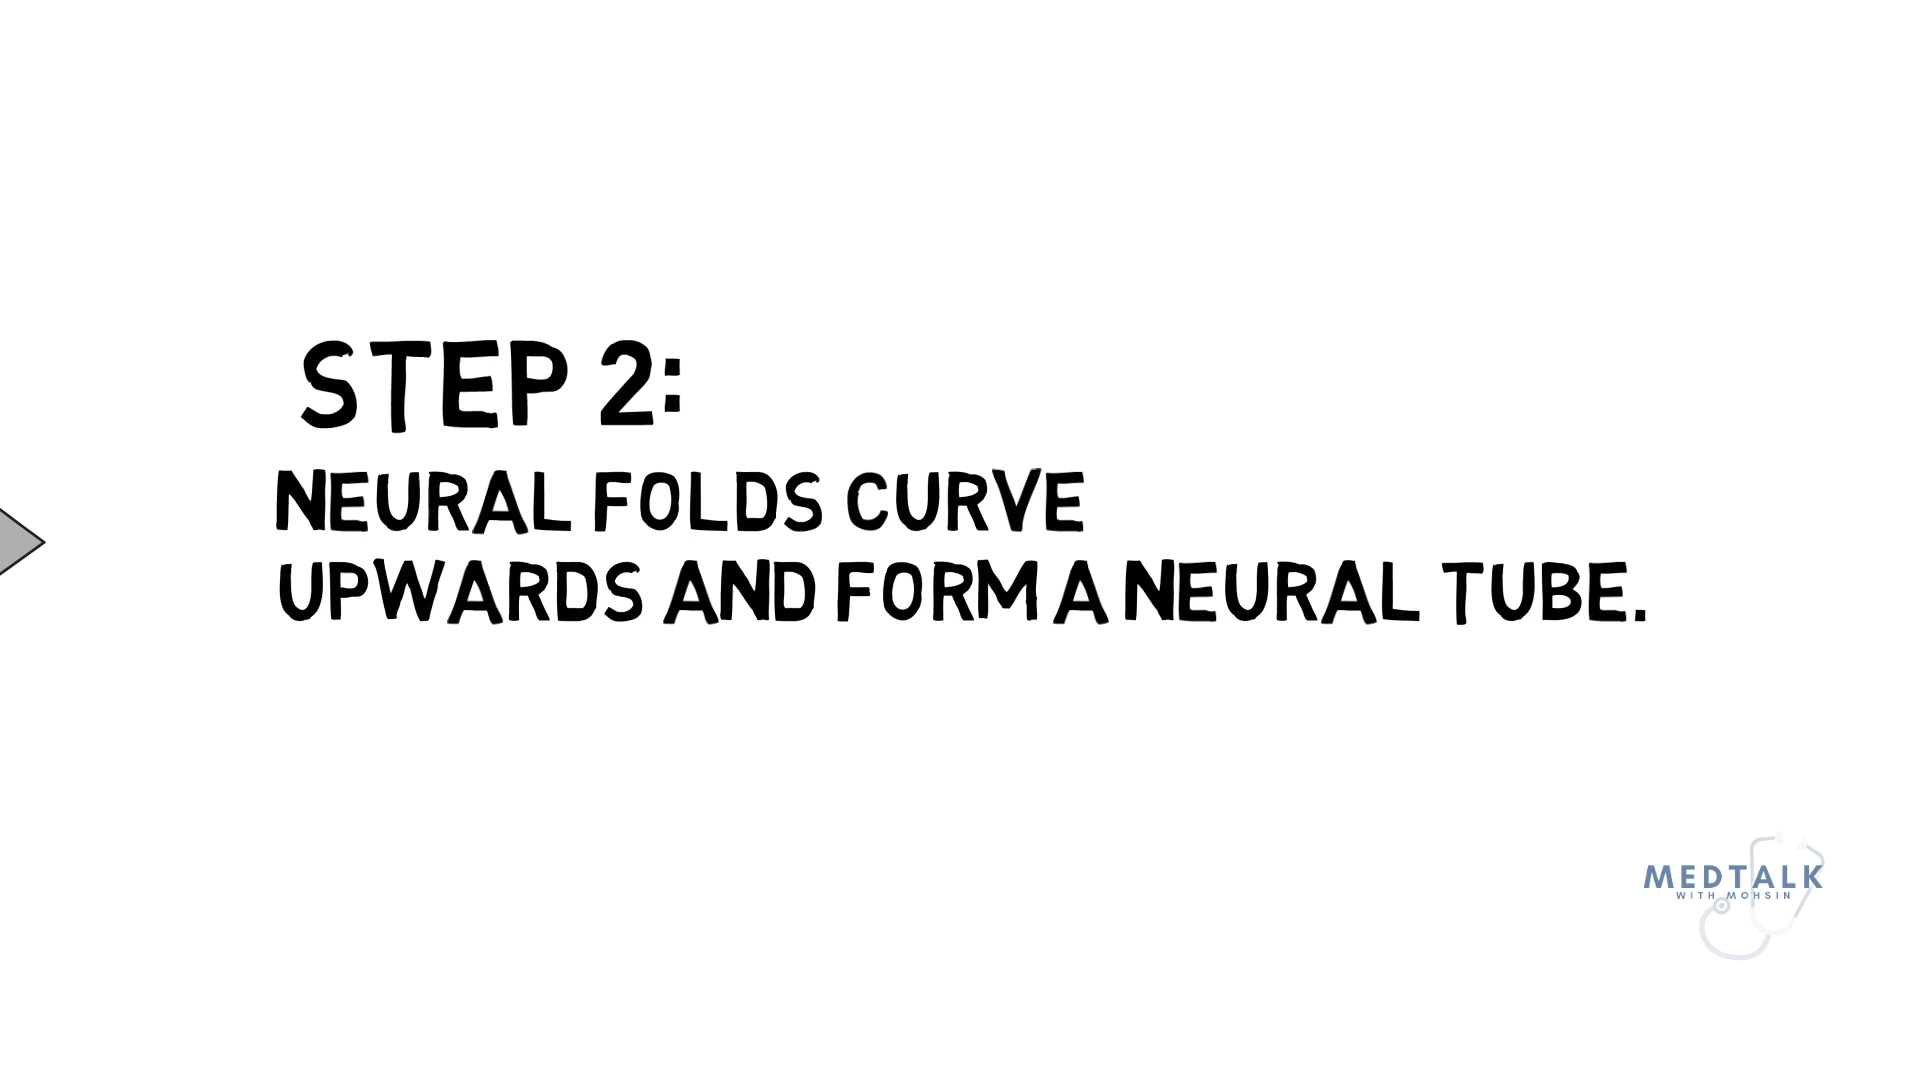 STEP 2:
NEURAL FOLDS CURVE
UPWARDS AND FORM A NEURAL TUBE.
MEDTALK
WITH MOHSIN